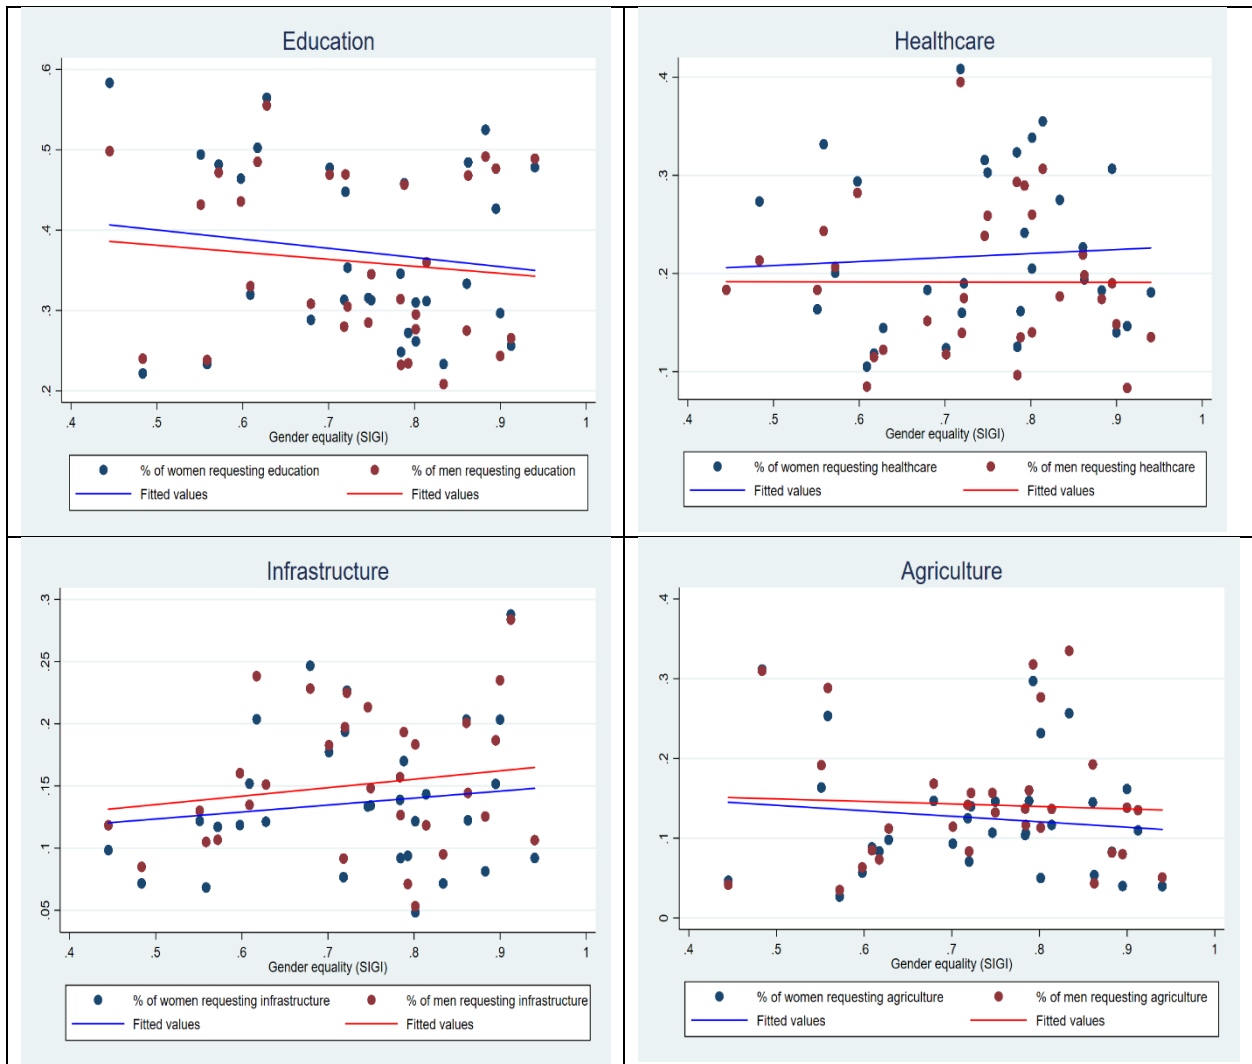 Education
.6
.5
.4
.3
.2
.4 .5 .6 .7 .8 .9 1
Gender equality (SIGI)
% of women requesting education % of men requesting education
Fitted values Fitted values
Healthcare
.4
.3
.2
.1
.4 .5 .6 .7 .8 .9 1
Gender equality (SIGI)
% of women requesting healthcare % of men requesting healthcare
Fitted values Fitted values
Infrastructure
.3
.25
.2
.15
.1
.05
.4 .5 .6 .7 .8 .9 1
Gender equality (SIGI)
% of women requesting infrastructure % of men requesting infrastructure
Fitted values Fitted values
Agriculture
.4
.3
.2
.1
0
.4 .5 .6 .7 .8 .9 1
Gender equality (SIGI)
% of women requesting agriculture % of men requesting agriculture
Fitted values Fitted values